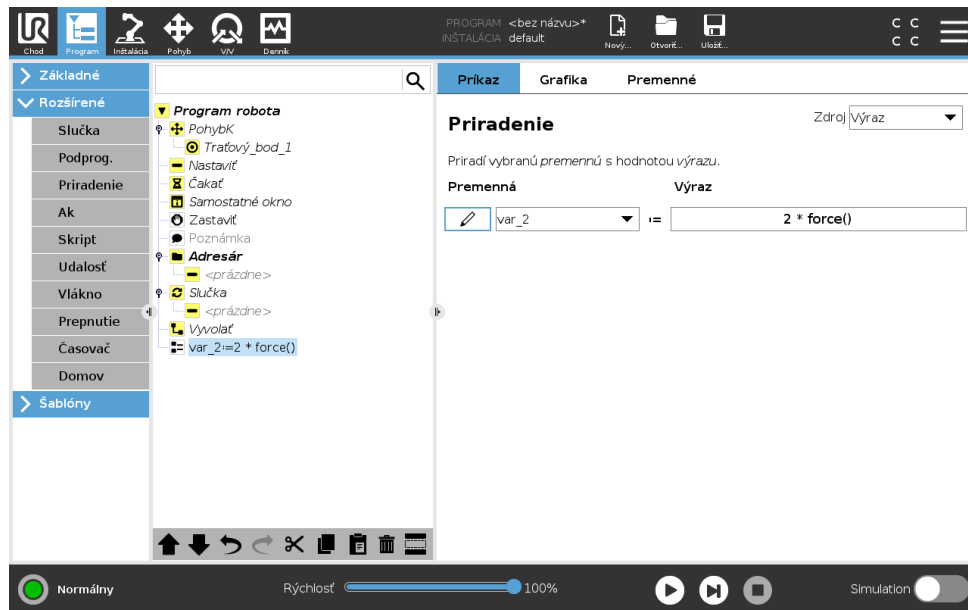 PROGRAM <bez názvu>*
INŠTALÁCIA default
Chod
Program
Inštalácia
Pohyb
V/V
Denník
Nový...
Otvoriť...
Uložiť...
C C
C C
Základné
Rozšírené
Slučka
Podprog.
Priradenie
Ak
Skript
Udalosť
Vlákno
Prepnutie
Časovač
Domov
Šablóny
Program robota
PohybK
Traťový_bod_1
Nastaviť
Čakať
Samostatné okno
Zastaviť
Poznámka
Adresár
<prázdne>
Slučka
<prázdne>
Vyvolať
var_2:=2 * force()
Príkaz
Grafika
Premenné
Priradenie
Zdroj Výraz
Priradí vybranú premennú s hodnotou výrazu.
Premenná
Výraz
var_2
:=
2 * force()
Normálny
Rýchlosť
100%
Simulation